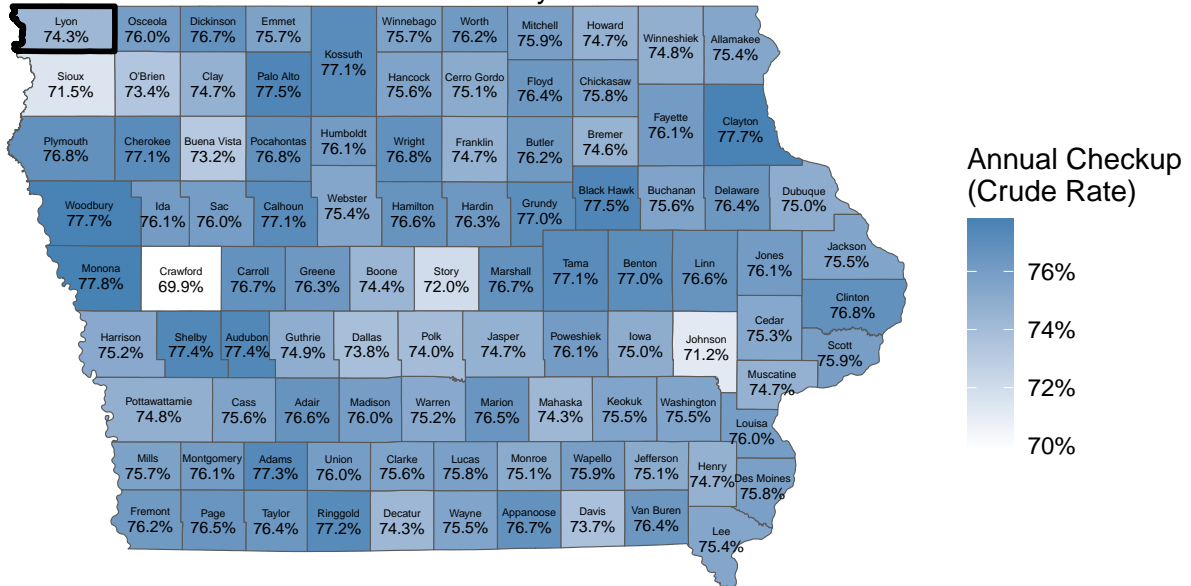 Lyon
74.3%
Osceola
76.0%
Dickinson
76.7%
Emmet
75.7%
Kossuth
77.1%
Winnebago
75.7%
Worth
76.2%
Mitchell
75.9%
Howard
74.7%
Winneshiek
74.8%
Allamakee
75.4%
Sioux
71.5%
O'Brien
73.4%
Clay
74.7%
Palo Alto
77.5%
Hancock
75.6%
Cerro Gordo
75.1%
Floyd
76.4%
Chickasaw
75.8%
Fayette
76.1%
Clayton
77.7%
Plymouth
76.8%
Cherokee
77.1%
Buena Vista
73.2%
Pocahontas
76.8%
Humboldt
76.1%
Wright
76.8%
Franklin
74.7%
Butler
76.2%
Bremer
74.6%
Woodbury
77.7%
Ida
76.1%
Sac
76.0%
Calhoun
77.1%
Webster
75.4%
Hamilton
76.6%
Hardin
76.3%
Grundy
77.0%
Black Hawk
77.5%
Buchanan
75.6%
Delaware
76.4%
Dubuque
75.0%
Monona
77.8%
Crawford
69.9%
Carroll
76.7%
Greene
76.3%
Boone
74.4%
Story
72.0%
Marshall
76.7%
Tama
77.1%
Benton
77.0%
Linn
76.6%
Jones
76.1%
Jackson
75.5%
Clinton
76.8%
Harrison
75.2%
Shelby
77.4%
Audubon
77.4%
Guthrie
74.9%
Dallas
73.8%
Polk
74.0%
Jasper
74.7%
Poweshiek
76.1%
Iowa
75.0%
Johnson
71.2%
Cedar
75.3%
Scott
75.9%
Muscatine
74.7%
Pottawattamie
74.8%
Cass
75.6%
Adair
76.6%
Madison
76.0%
Warren
75.2%
Marion
76.5%
Mahaska
74.3%
Keokuk
75.5%
Washington
75.5%
Louisa
76.0%
Mills
75.7%
Montgomery
76.1%
Adams
77.3%
Union
76.0%
Clarke
75.6%
Lucas
75.8%
Monroe
75.1%
Wapello
75.9%
Jefferson
75.1%
Henry
74.7%
Des Moines
75.8%
Fremont
76.2%
Page
76.5%
Taylor
76.4%
Ringgold
77.2%
Decatur
74.3%
Wayne
75.5%
Appanoose
76.7%
Davis
73.7%
Van Buren
76.4%
Lee
75.4%
Annual Checkup
(Crude Rate)
76%
74%
72%
70%